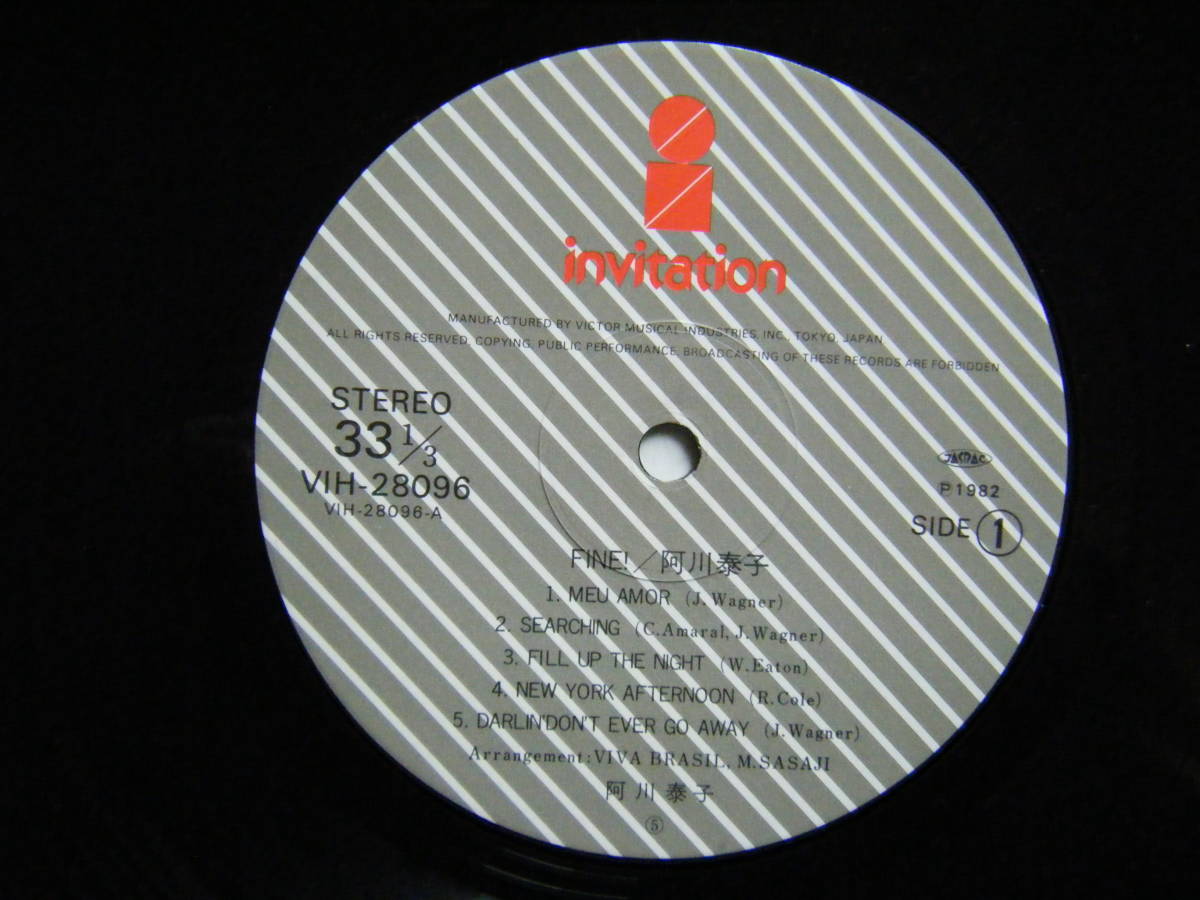 invitation
MANUFACTURED BY VICTOR MUSICAL INDUSTRIES, INC., TOKYO, JAPAN
ALL RIGHTS RESERVED, COPYING, PUBLIC PERFORMANCE, BROADCASTING OF THESE RECORDS ARE FORBIDDEN
STEREO
33 1/3
VIH-28096
VIH-28096-A
JASRAC
P1982
SIDE 1
FINE!/阿川泰子
1. MEU AMOR (J.Wagner)
2. SEARCHING (C.Amaral, J.Wagner)
3. FILL UP THE NIGHT (W.Eaton)
4. NEW YORK AFTERNOON (R.Cole)
5. DARLIN'DON'T EVER GO AWAY (J.Wagner)
Arrangement:VIVA BRASIL, M.SASAJI
阿川泰子
⑤